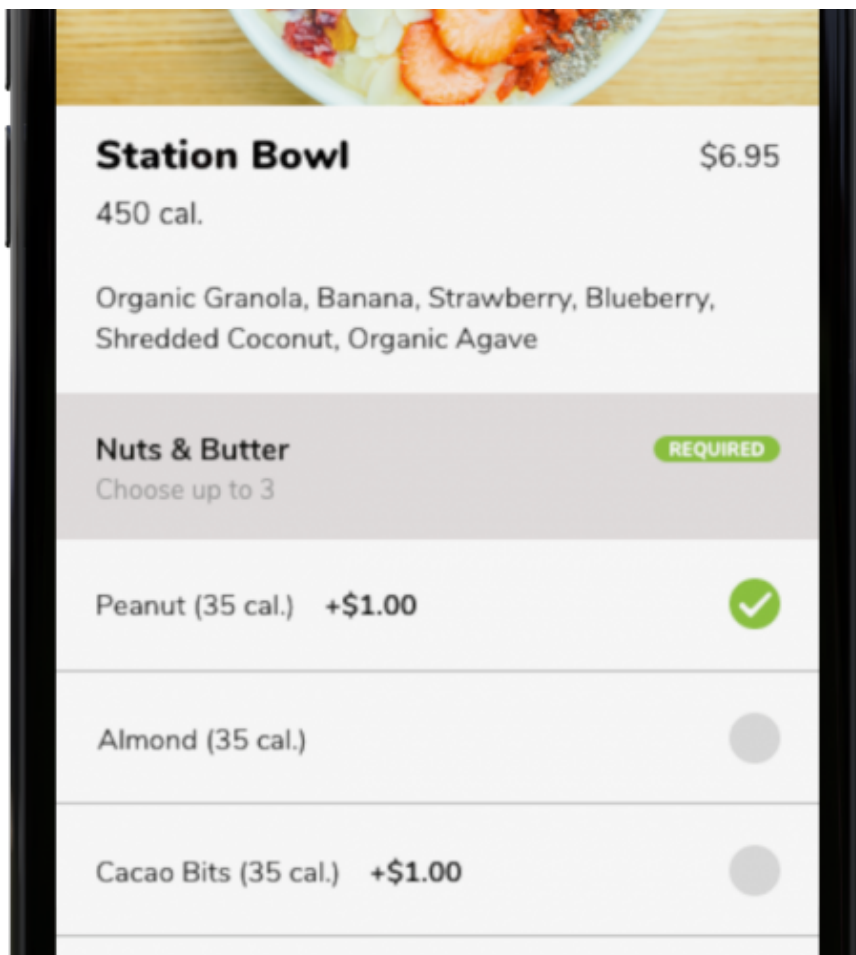 Station Bowl $6.95
450 cal.
Organic Granola, Banana, Strawberry, Blueberry,
Shredded Coconut, Organic Agave
Nuts & Butter REQUIRED
Choose up to 3
Peanut (35 cal.) +$1.00
Almond (35 cal.)
Cacao Bits (35 cal.) +$1.00